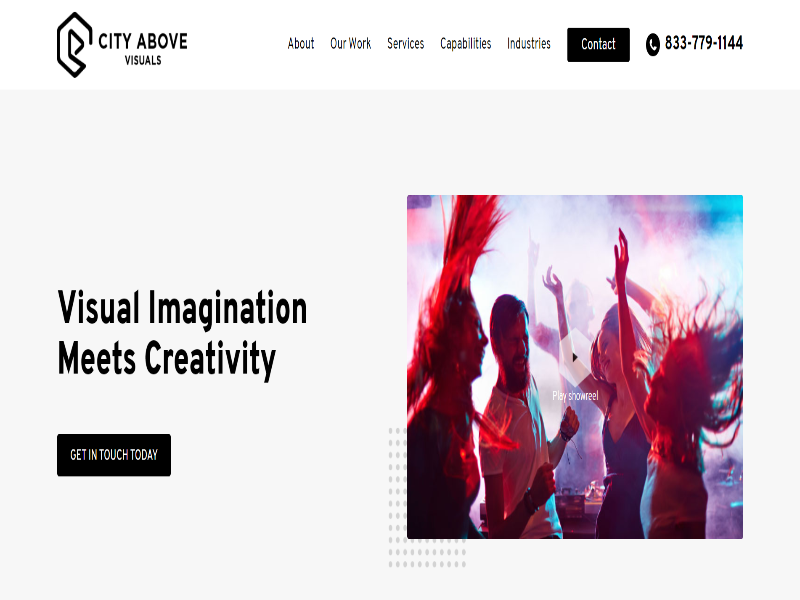 CITY ABOVE
VISUALS
About
Our Work
Services
Capabilities
Industries
Contact
833-779-1144
Visual Imagination
Meets Creativity
Play showreel
GET IN TOUCH TODAY